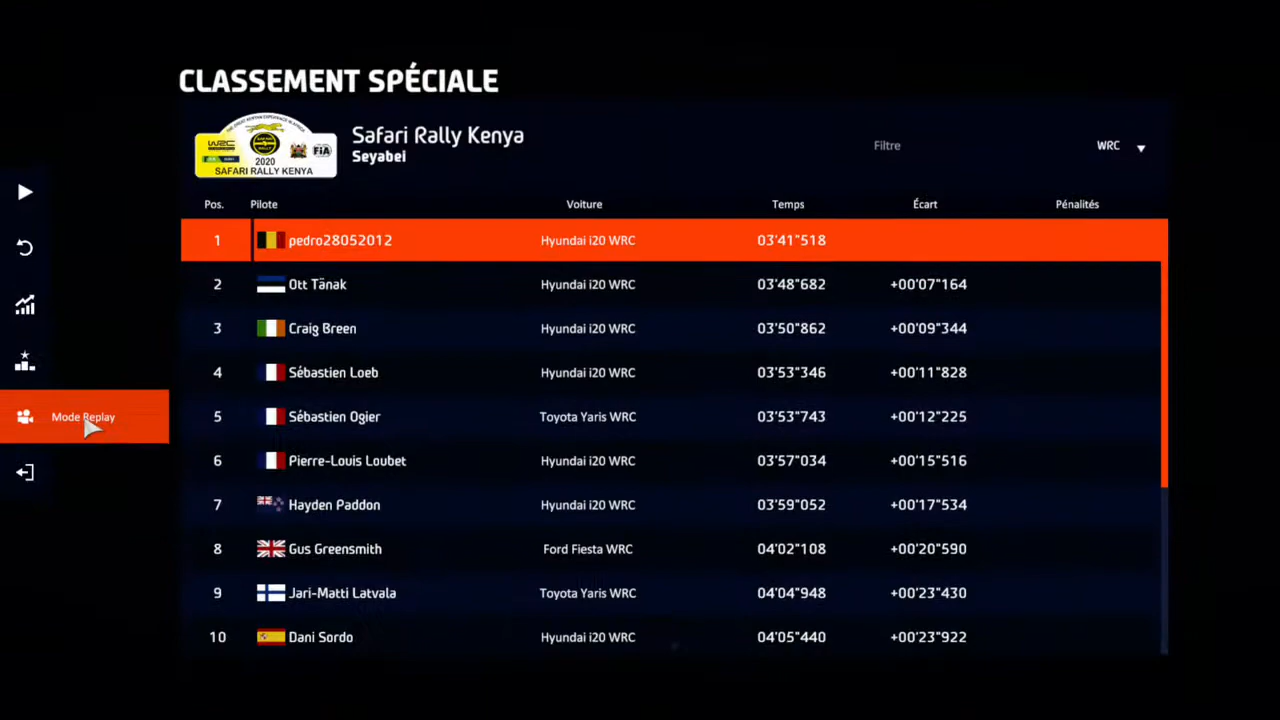 CLASSEMENT SPÉCIALE
WRC
FIA
2020
SAFARI RALLY KENYA
Safari Rally Kenya
Seyabei
Filtre
WRC
Pos. Pilote Voiture Temps Écart Pénalités
1 pedro28052012 Hyundai i20 WRC 03'41"518
2 Ott Tänak Hyundai i20 WRC 03'48"682 +00'07"164
3 Craig Breen Hyundai i20 WRC 03'50"862 +00'09"344
4 Sébastien Loeb Hyundai i20 WRC 03'53"346 +00'11"828
Mode Replay
5 Sébastien Ogier Toyota Yaris WRC 03'53"743 +00'12"225
6 Pierre-Louis Loubet Hyundai i20 WRC 03'57"034 +00'15"516
7 Hayden Paddon Hyundai i20 WRC 03'59"052 +00'17"534
8 Gus Greensmith Ford Fiesta WRC 04'02"108 +00'20"590
9 Jari-Matti Latvala Toyota Yaris WRC 04'04"948 +00'23"430
10 Dani Sordo Hyundai i20 WRC 04'05"440 +00'23"922